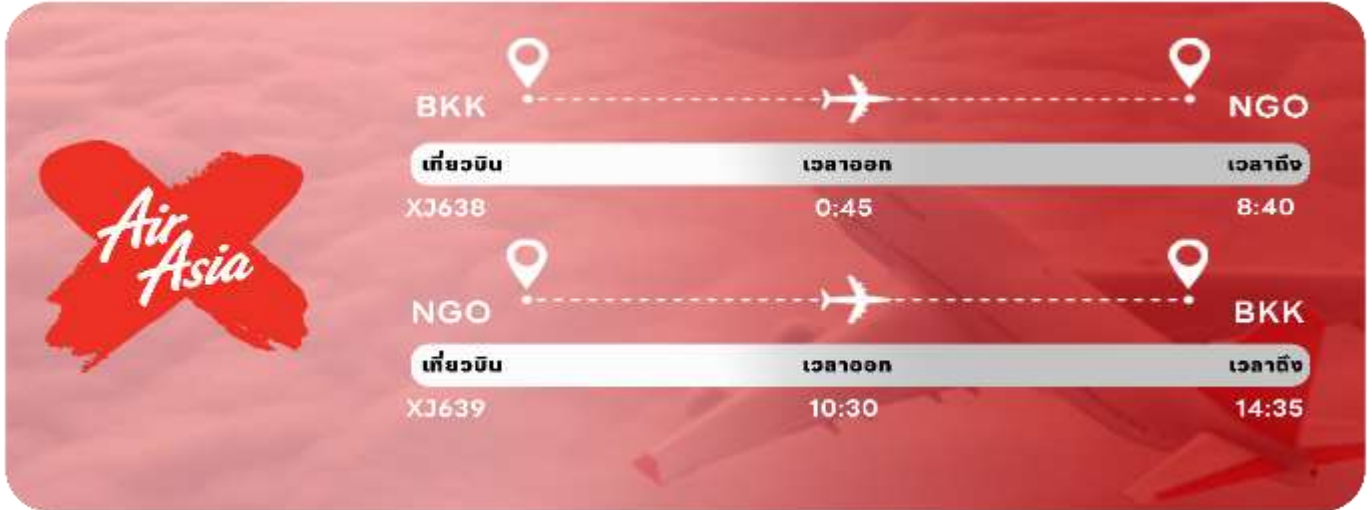 Air
Asia
BKK NGO
เที่ยวบิน เวลาออก เวลาถึง
XJ638 0:45 8:40
NGO BKK
เที่ยวบิน เวลาออก เวลาถึง
XJ639 10:30 14:35